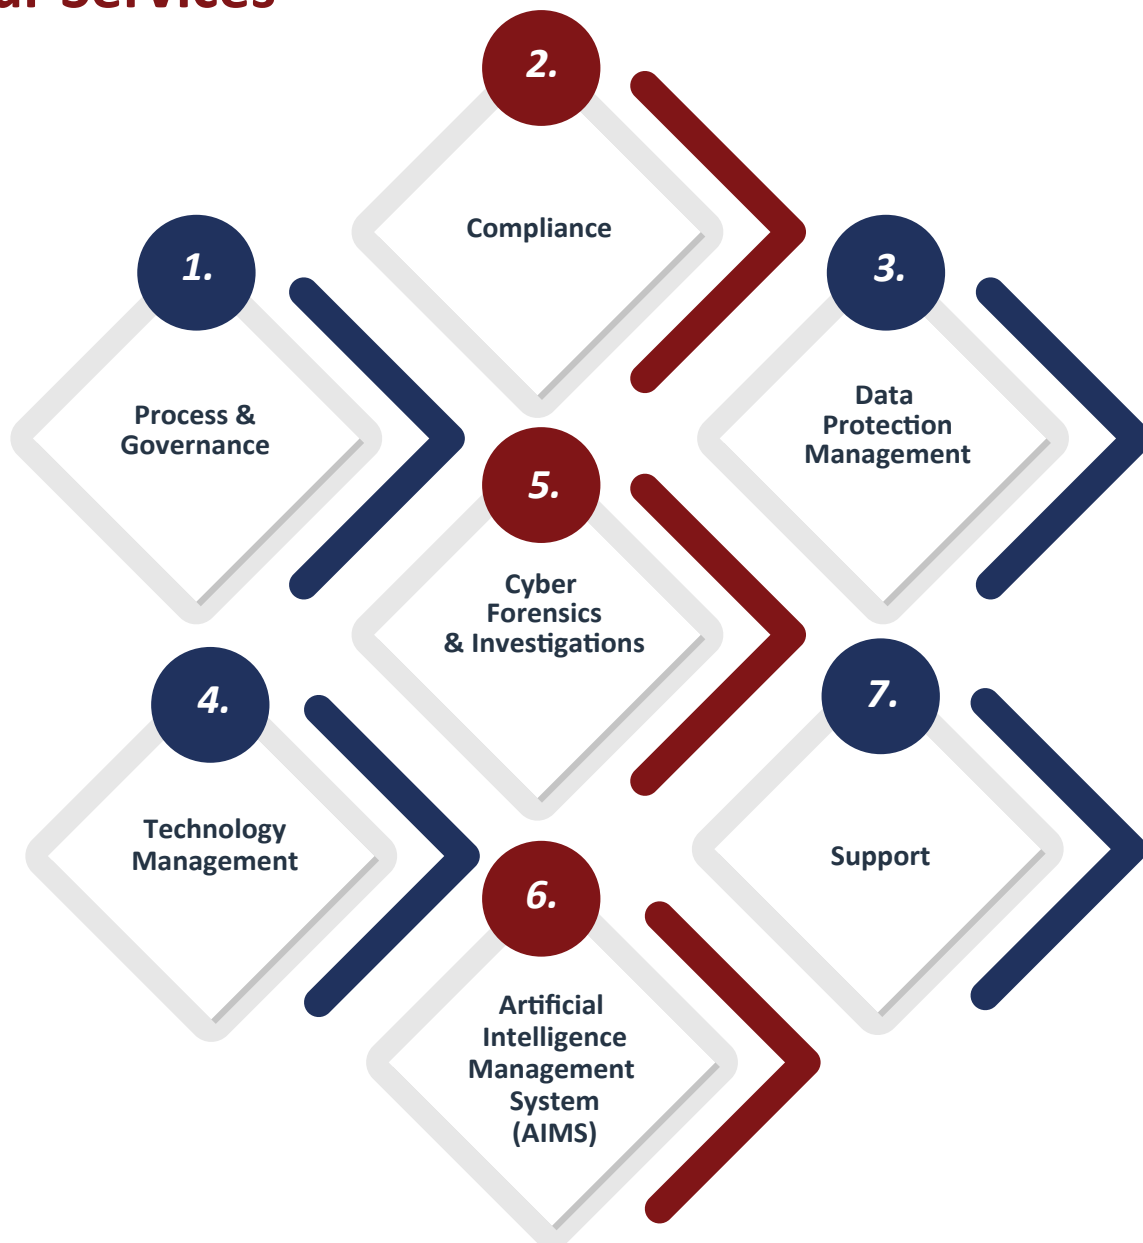 Services
1.
Process &
Governance
2.
Compliance
3.
Data
Protection
Management
4.
Technology
Management
5.
Cyber
Forensics
& Investigations
6.
Artificial
Intelligence
Management
System
(AIMS)
7.
Support